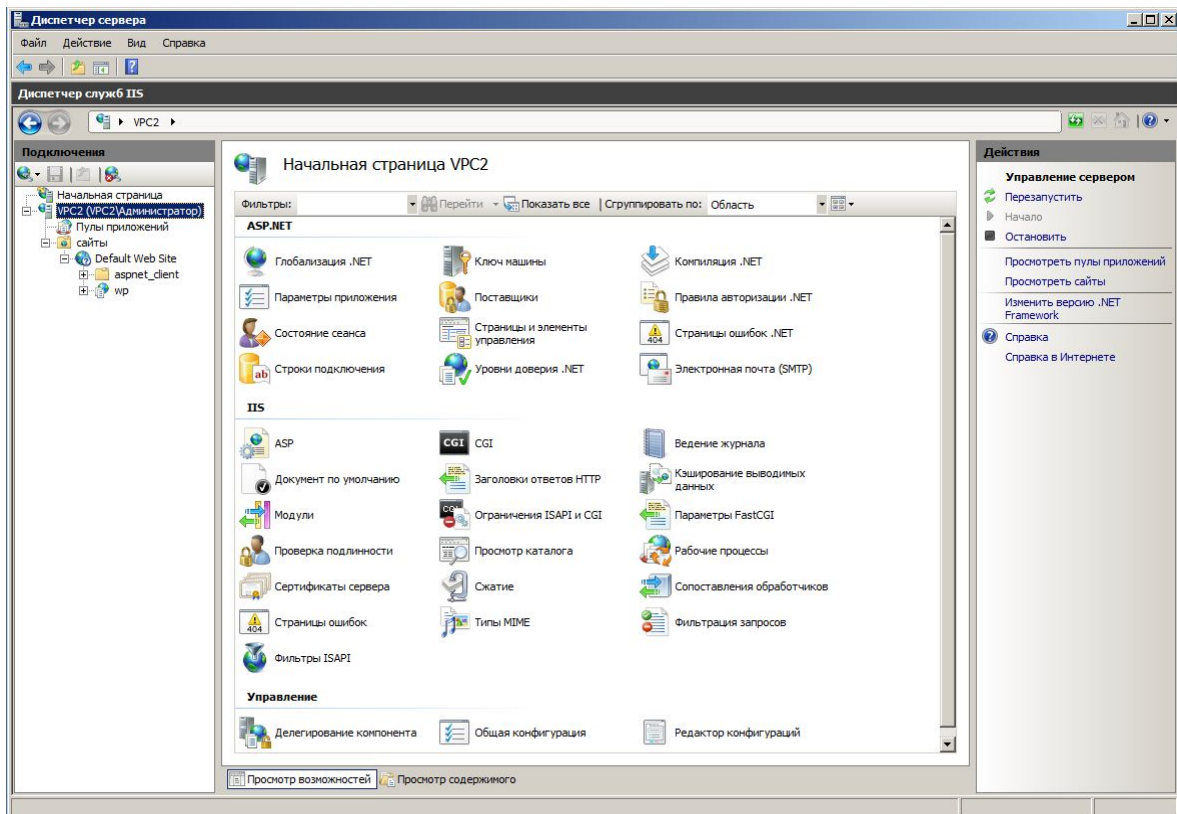 Диспетчер сервера
Файл Действие Вид Справка
Диспетчер служб IIS
VPC2
Подключения
Начальная страница
VPC2 (VPC2\Администратор)
Пулы приложений
сайты
Default Web Site
aspnet_client
wp
Начальная страница VPC2
Фильтры: Перейти Показать все Сгруппировать по: Область
ASP.NET
Глобализация .NET
Ключ машины
Компиляция .NET
Параметры приложения
Поставщики
Правила авторизации .NET
Состояние сеанса
Страницы и элементы
управления
Страницы ошибок .NET
Строки подключения
Уровни доверия .NET
Электронная почта (SMTP)
IIS
ASP
CGI CGI
Ведение журнала
Документ по умолчанию
Заголовки ответов HTTP
Кэширование выводимых
данных
Модули
Ограничения ISAPI и CGI
Параметры FastCGI
Проверка подлинности
Просмотр каталога
Рабочие процессы
Сертификаты сервера
Сжатие
Сопоставления обработчиков
404 Страницы ошибок
Типы MIME
Фильтрация запросов
Фильтры ISAPI
Управление
Делегирование компонента
Общая конфигурация
Редактор конфигураций
Просмотр возможностей Просмотр содержимого
Действия
Управление сервером
Перезапустить
Начало
Остановить
Просмотреть пулы приложений
Просмотреть сайты
Изменить версию .NET
Framework
Справка
Справка в Интернете